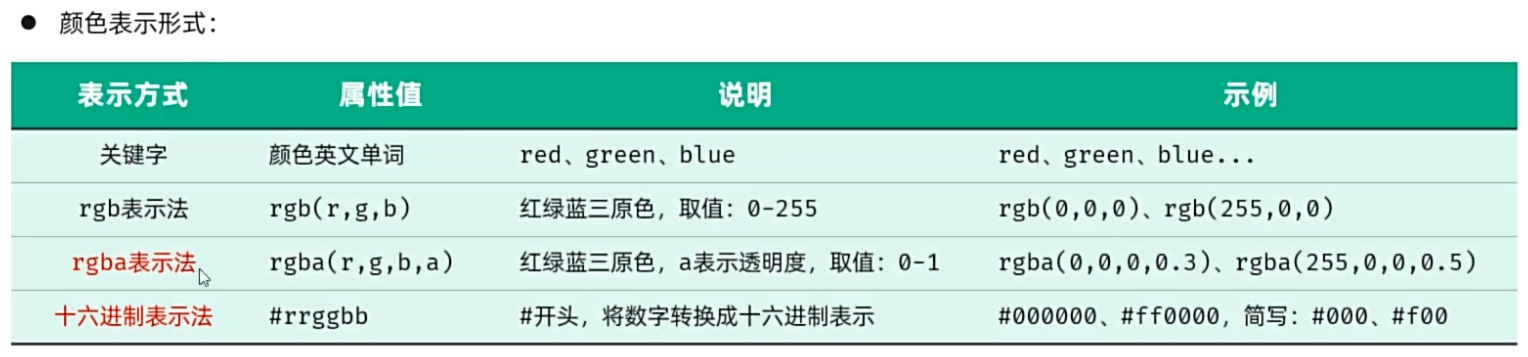 ● 颜色表示形式：
表示方式 属性值 说明 示例
关键字 颜色英文单词 red、green、blue red、green、blue...
rgb表示法 rgb(r,g,b) 红绿蓝三原色，取值：0-255 rgb(0,0,0)、rgb(255,0,0)
rgba表示法 rgba(r,g,b,a) 红绿蓝三原色，a表示透明度，取值：0-1 rgba(0,0,0,0.3)、rgba(255,0,0,0.5)
十六进制表示法 #rrggbb #开头，将数字转换成十六进制表示 #000000、#ff0000，简写：#000、#f00